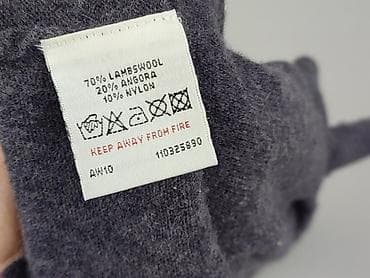 70% LAMBSWOOL
20% ANGORA
10% NYLON
KEEP AWAY FROM FIRE
AW10 110325890